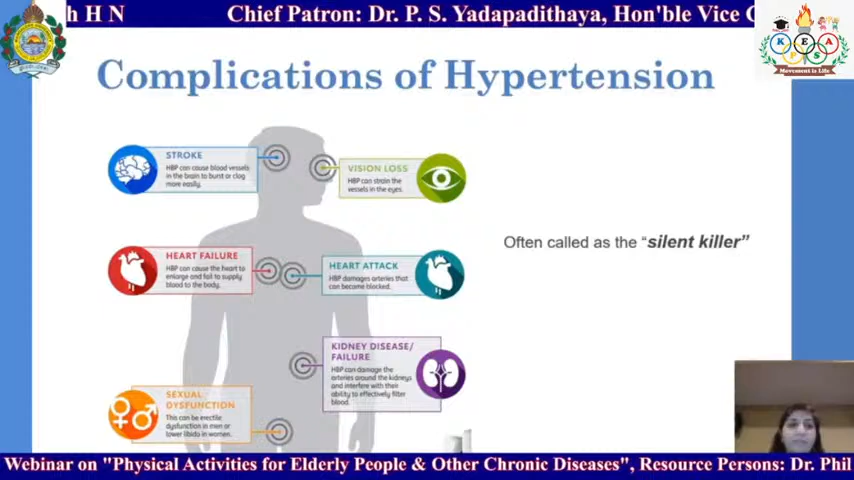 h H N
Chief Patron: Dr. P. S. Yadapadithaya, Hon'ble Vice C
KEA
PS
Movement is Life
Complications of Hypertension
STROKE
HBP can cause blood vessels
in the brain to burst or clog
more easily.
VISION LOSS
HBP can strain the
vessels in the eyes.
Often called as the "silent killer"
HEART FAILURE
HBP can cause the heart to
enlarge and fail to supply
blood to the body.
HEART ATTACK
HBP damages arteries that
can become blocked.
KIDNEY DISEASE/
FAILURE
HBP can damage the
arteries around the kidneys
and interfere with their
ability to effectively filter
blood.
SEXUAL
DYSFUNCTION
This can be erectile
dysfunction in men or
lower libido in women.
Webinar on "Physical Activities for Elderly People & Other Chronic Diseases", Resource Persons: Dr. Phil